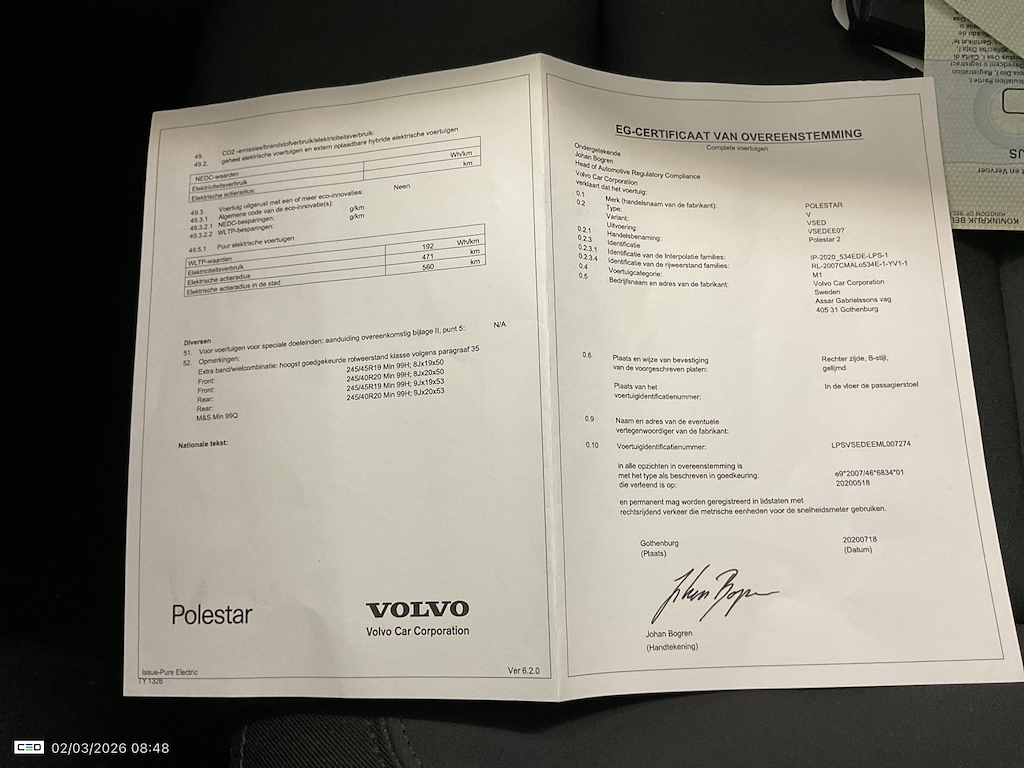 49. CO2 -emissies/brandstofverbruik/elektriciteitsverbruik:
49.2. geheel elektrische voertuigen en extern oplaadbare hybride elektrische voertuigen
NEDC-waarden
Elektriciteitsverbruik Wh/km
Elektrische actieradius: km
49.3. Voertuig uitgerust met een of meer eco-innovaties: Neen
49.3.1 Algemene code van de eco-innovatie(s):
49.3.2.1 NEDC-besparingen: g/km
49.3.2.2 WLTP-besparingen: g/km
49.5.1 Puur elektrische voertuigen
WLTP-waarden
Elektriciteitsverbruik 192 Wh/km
Elektrische actieradius 471 km
Elektrische actieradius in de stad 560 km
Diversen
51. Voor voertuigen voor speciale doeleinden: aanduiding overeenkomstig bijlage II, punt 5: N/A
52. Opmerkingen:
Extra band/wielcombinatie: hoogst goedgekeurde rolweerstand klasse volgens paragraaf 35
Front: 245/45R19 Min 99H; 8Jx19x50
Front: 245/40R20 Min 99H; 8Jx20x50
Rear: 245/45R19 Min 99H; 9Jx19x53
Rear: 245/40R20 Min 99H; 9Jx20x53
M&S Min 99Q
Nationale tekst:
Polestar
VOLVO
Volvo Car Corporation
Issue-Pure Electric
TY 1326
Ver 6.2.0
EG-CERTIFICAAT VAN OVEREENSTEMMING
Complete voertuigen
Ondergetekende
Johan Bogren
Head of Automotive Regulatory Compliance
Volvo Car Corporation
verklaart dat het voertuig:
0.1 Merk (handelsnaam van de fabrikant): POLESTAR
0.2 Type: V
Variant: VSED
Uitvoering: VSEDEE0?
0.2.1 Handelsbenaming: Polestar 2
0.2.3 Identificatie
0.2.3.1 Identificatie van de Interpolatie families: IP-2020_534EDE-LPS-1
0.2.3.4 Identificatie van de rijweerstand families: RL-2007CMALo534E-1-YV1-1
0.4 Voertuigcategorie: M1
0.5 Bedrijfsnaam en adres van de fabrikant: Volvo Car Corporation
Sweden
Assar Gabrielssons vag
405 31 Gothenburg
0.6 Plaats en wijze van bevestiging Rechter zijde, B-stijl,
van de voorgeschreven platen: gelijmd
Plaats van het In de vloer de passagierstoel
voertuigidentificatienummer:
0.9 Naam en adres van de eventuele
vertegenwoordiger van de fabrikant:
0.10 Voertuigidentificatienummer: LPSVSEDEEML007274
in alle opzichten in overeenstemming is
met het type als beschreven in goedkeuring: e9*2007/46*6834*01
die verleend is op: 20200518
en permanent mag worden geregistreerd in lidstaten met
rechtsrijdend verkeer die metrische eenheden voor de snelheidsmeter gebruiken.
Gothenburg 20200718
(Plaats) (Datum)
Johan Bogren
(Handtekening)
KONINKRIJK BEL
KINGDOM OF BEL
CEO 02/03/2026 08:48